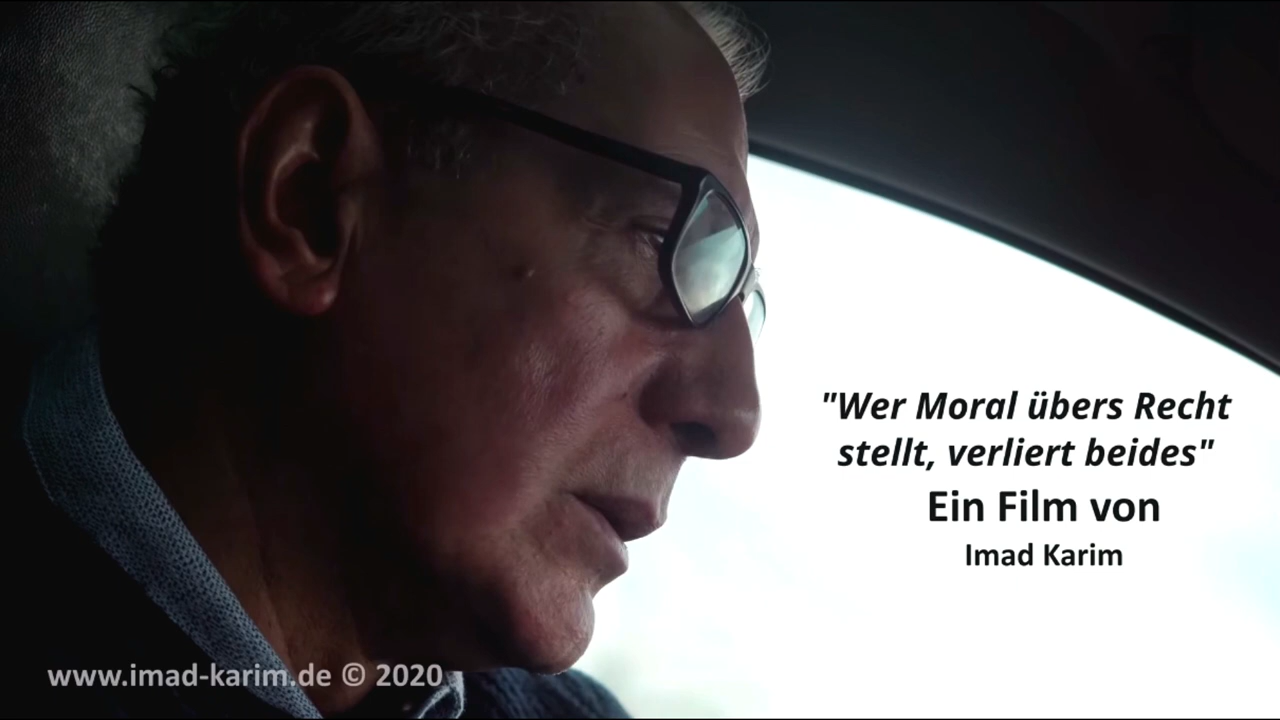 "Wer Moral übers Recht
stellt, verliert beides"
Ein Film von
Imad Karim
www.imad-karim.de © 2020